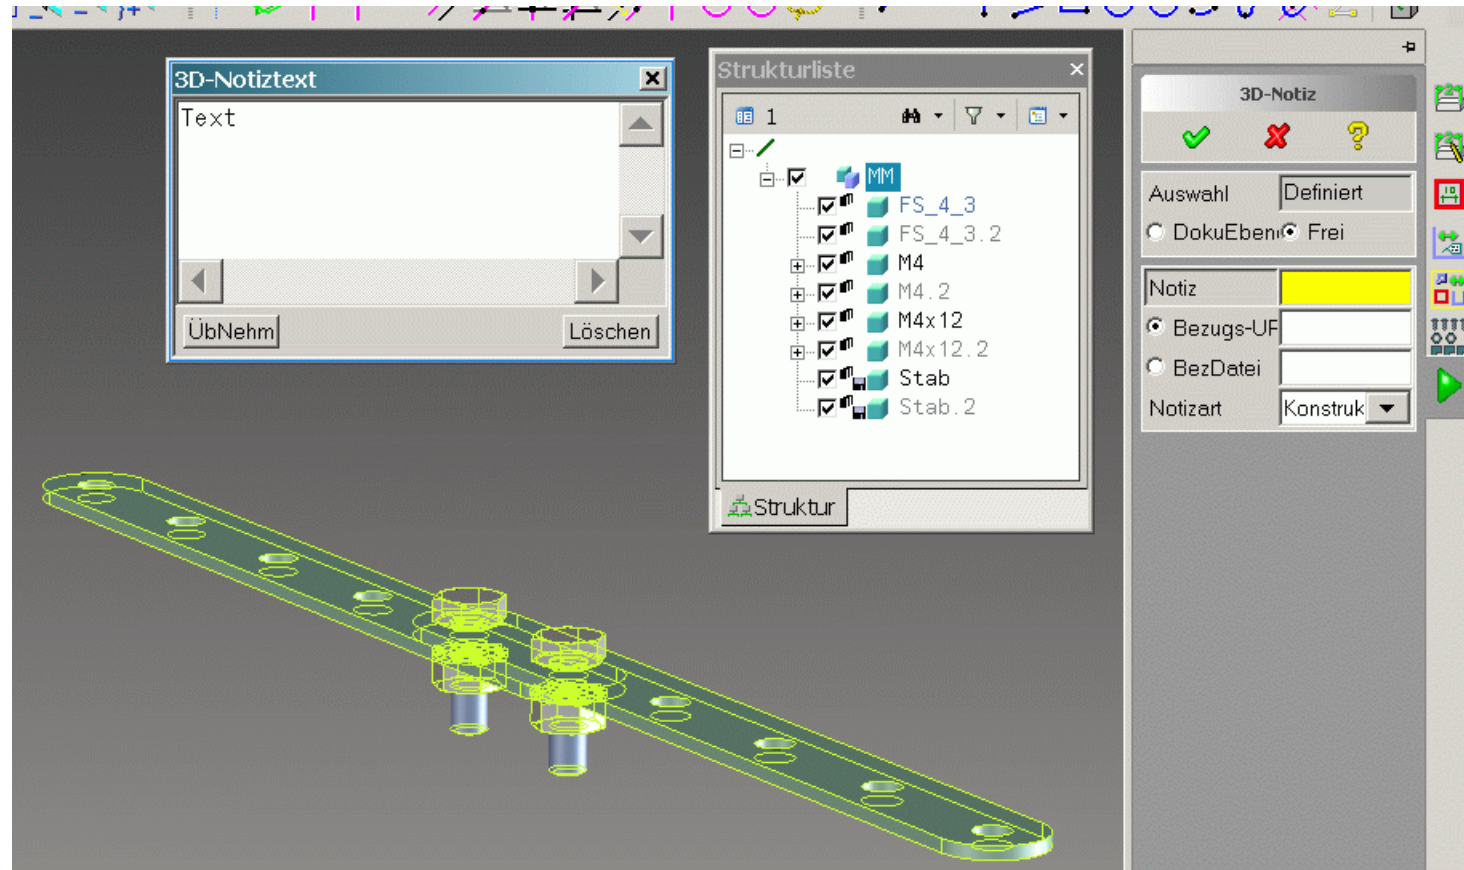 3D-Notiztext
Text
ÜbNehm
Löschen
Strukturliste
1
MM
FS_4_3
FS_4_3.2
M4
M4.2
M4x12
M4x12.2
Stab
Stab.2
Struktur
3D-Notiz
Auswahl Definiert
DokuEben Frei
Notiz
Bezugs-UF
BezDatei
Notizart Konstruk